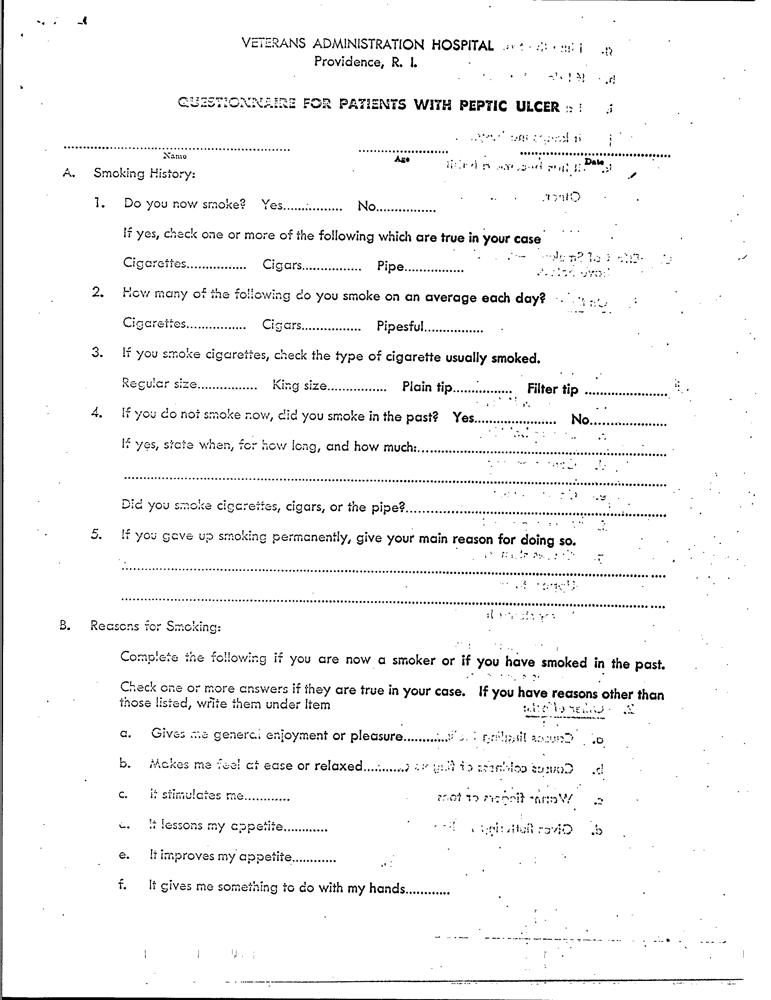 VETERANS ADMINISTRATION HOSPITAL
Providence, R. I.
QUESTIONNAIRE FOR PATIENTS WITH PEPTIC ULCER
Name Age Date
A. Smoking History:
1. Do you now smoke? Yes................ No................
If yes, check one or more of the following which are true in your case
Cigarettes................ Cigars................ Pipe................
2. How many of the following do you smoke on an average each day?
Cigarettes................ Cigars................ Pipesful................
3. If you smoke cigarettes, check the type of cigarette usually smoked.
Regular size................ King size................ Plain tip................ Filter tip ......................
4. If you do not smoke now, did you smoke in the past? Yes...................... No.....................
If yes, state when, for how long, and how much:..................................................................
Did you smoke cigarettes, cigars, or the pipe?......................................................................
5. If you gave up smoking permanently, give your main reason for doing so.
B. Reasons for Smoking:
Complete the following if you are now a smoker or if you have smoked in the past.
Check one or more answers if they are true in your case. If you have reasons other than
those listed, write them under Item
a. Gives me general enjoyment or pleasure............
b. Makes me feel at ease or relaxed............
c. It stimulates me............
d. It lessons my appetite............
e. It improves my appetite............
f. It gives me something to do with my hands............